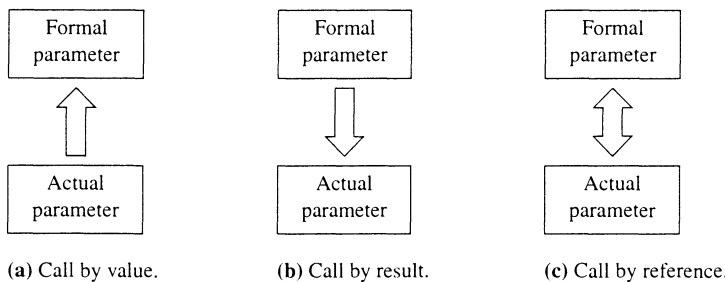 Formal
parameter
Formal
parameter
Formal
parameter
Actual
parameter
Actual
parameter
Actual
parameter
(a) Call by value.
(b) Call by result.
(c) Call by reference.